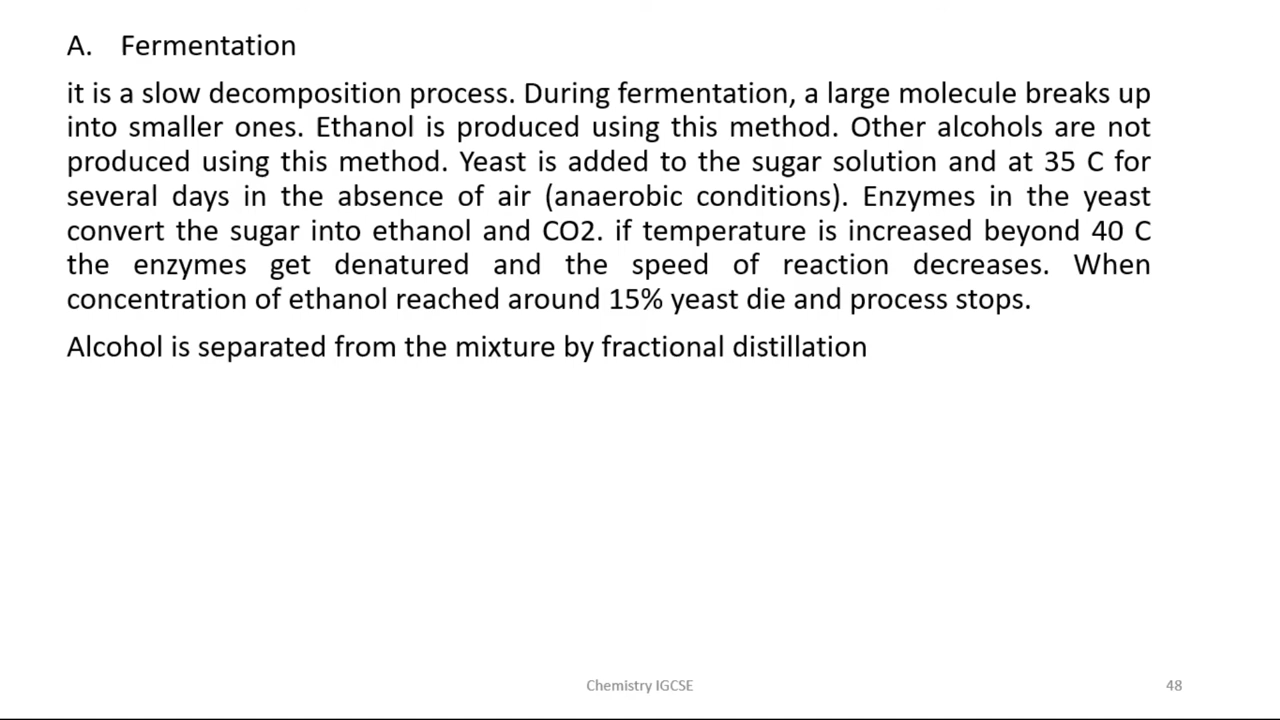 A. Fermentation
it is a slow decomposition process. During fermentation, a large molecule breaks up
into smaller ones. Ethanol is produced using this method. Other alcohols are not
produced using this method. Yeast is added to the sugar solution and at 35 C for
several days in the absence of air (anaerobic conditions). Enzymes in the yeast
convert the sugar into ethanol and CO2. if temperature is increased beyond 40 C
the enzymes get denatured and the speed of reaction decreases. When
concentration of ethanol reached around 15% yeast die and process stops.
Alcohol is separated from the mixture by fractional distillation
Chemistry IGCSE
48